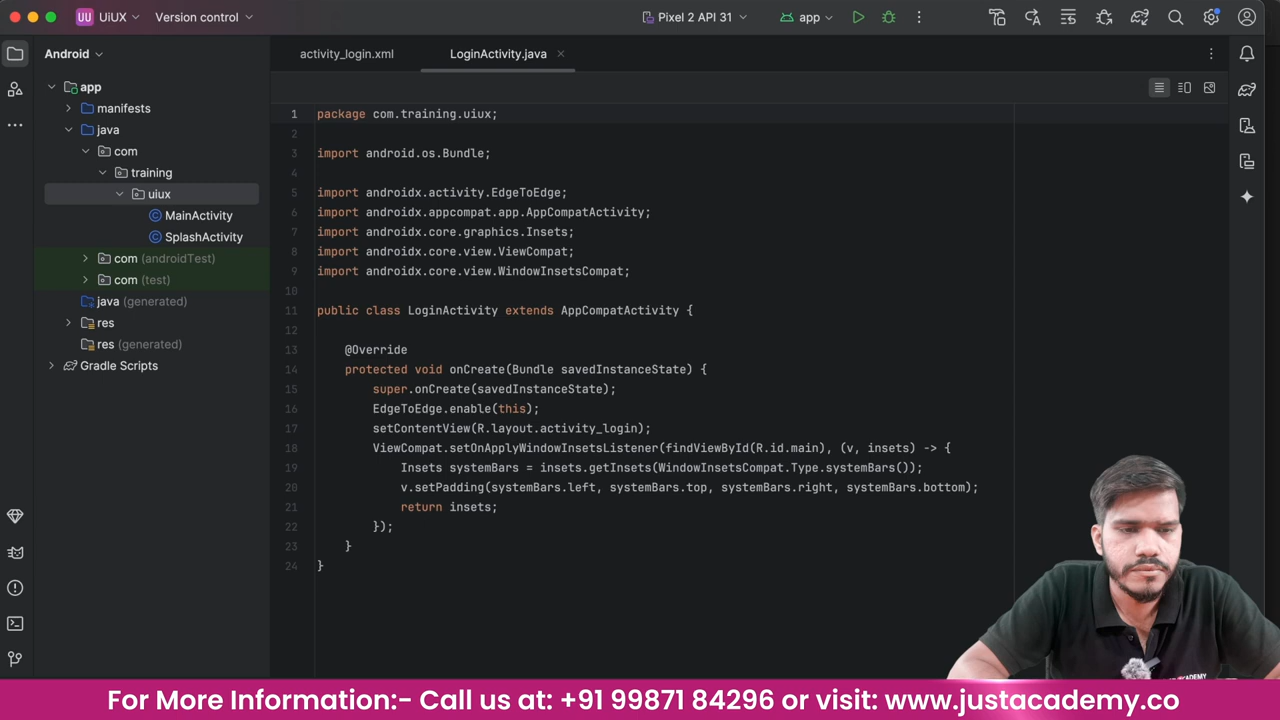 UU UiUX Version control Pixel 2 API 31 app
Android activity_login.xml LoginActivity.java
app
manifests
java
com
training
uiux
MainActivity
SplashActivity
com (androidTest)
com (test)
java (generated)
res
res (generated)
Gradle Scripts
1 package com.training.uiux;
2
3 import android.os.Bundle;
4
5 import androidx.activity.EdgeToEdge;
6 import androidx.appcompat.app.AppCompatActivity;
7 import androidx.core.graphics.Insets;
8 import androidx.core.view.ViewCompat;
9 import androidx.core.view.WindowInsetsCompat;
10
11 public class LoginActivity extends AppCompatActivity {
12
13 @Override
14 protected void onCreate(Bundle savedInstanceState) {
15 super.onCreate(savedInstanceState);
16 EdgeToEdge.enable(this);
17 setContentView(R.layout.activity_login);
18 ViewCompat.setOnApplyWindowInsetsListener(findViewById(R.id.main), (v, insets) -> {
19 Insets systemBars = insets.getInsets(WindowInsetsCompat.Type.systemBars());
20 v.setPadding(systemBars.left, systemBars.top, systemBars.right, systemBars.bottom);
21 return insets;
22 });
23 }
24 }
For More Information:- Call us at: +91 99871 84296 or visit: www.justacademy.co